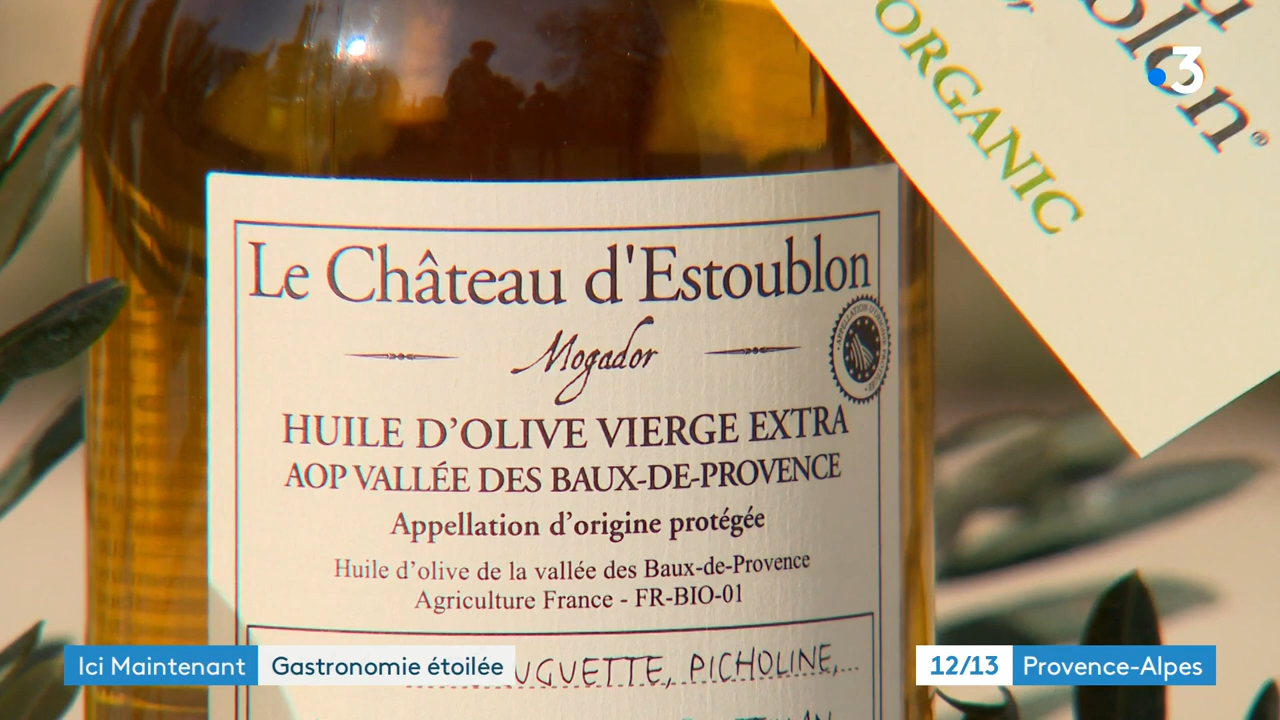 ORGANIC
3
Le Château d'Estoublon
Mogador
HUILE D'OLIVE VIERGE EXTRA
AOP VALLÉE DES BAUX-DE-PROVENCE
Appellation d'origine protégée
Huile d'olive de la vallée des Baux-de-Provence
Agriculture France - FR-BIO-01
PICHOLINE,...
Ici Maintenant
Gastronomie étoilée
12/13
Provence-Alpes